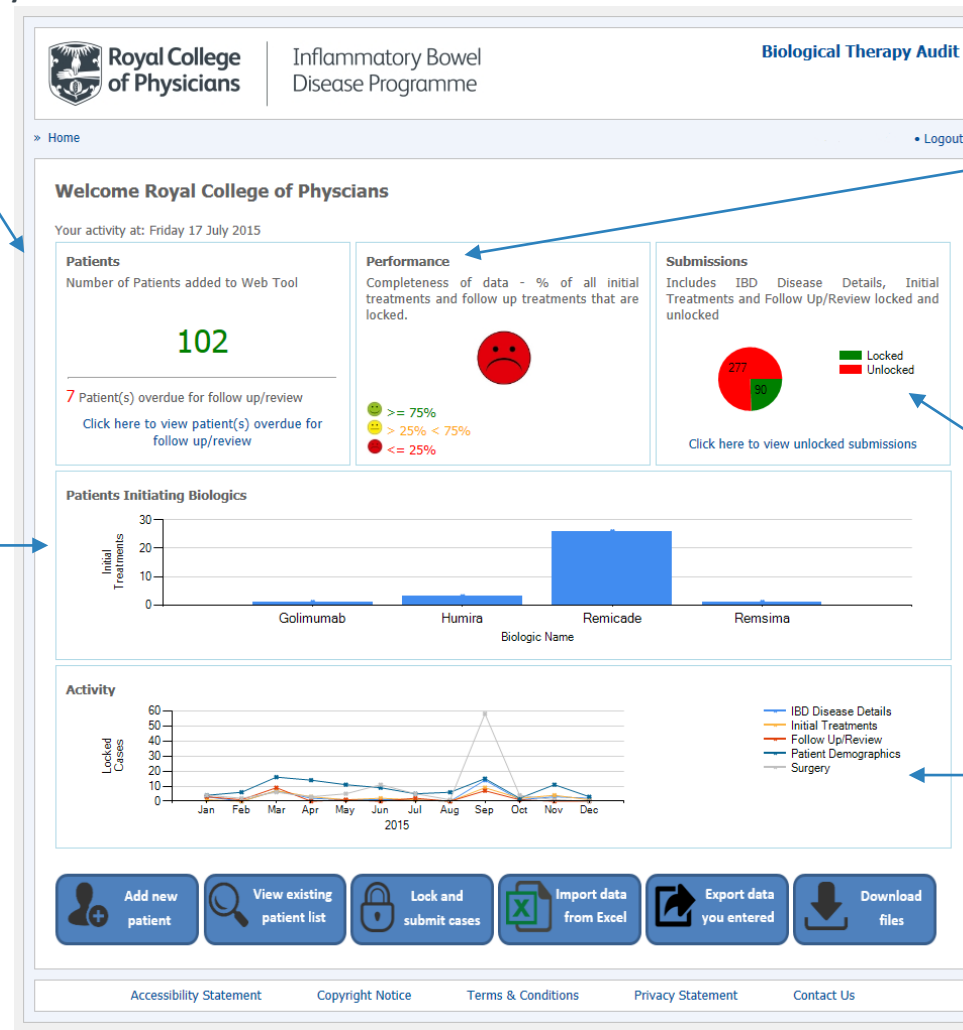 Royal College
of Physicians
Inflammatory Bowel
Disease Programme
Biological Therapy Audit
» Home
• Logout
Welcome Royal College of Physcians
Your activity at: Friday 17 July 2015
Patients
Number of Patients added to Web Tool
102
7 Patient(s) overdue for follow up/review
Click here to view patient(s) overdue for
follow up/review
Performance
Completeness of data - % of all initial
treatments and follow up treatments that are
locked.
>= 75%
> 25% < 75%
<= 25%
Submissions
Includes IBD Disease Details, Initial
Treatments and Follow Up/Review locked and
unlocked
277
90
Locked
Unlocked
Click here to view unlocked submissions
Patients Initiating Biologics
Initial
Treatments
30
20
10
0
Golimumab Humira Remicade Remsima
Biologic Name
Activity
Locked
Cases
60
50
40
30
20
10
0
Jan Feb Mar Apr May Jun Jul Aug Sep Oct Nov Dec
2015
IBD Disease Details
Initial Treatments
Follow Up/Review
Patient Demographics
Surgery
Add new
patient
View existing
patient list
Lock and
submit cases
Import data
from Excel
Export data
you entered
Download
files
Accessibility Statement Copyright Notice Terms & Conditions Privacy Statement Contact Us